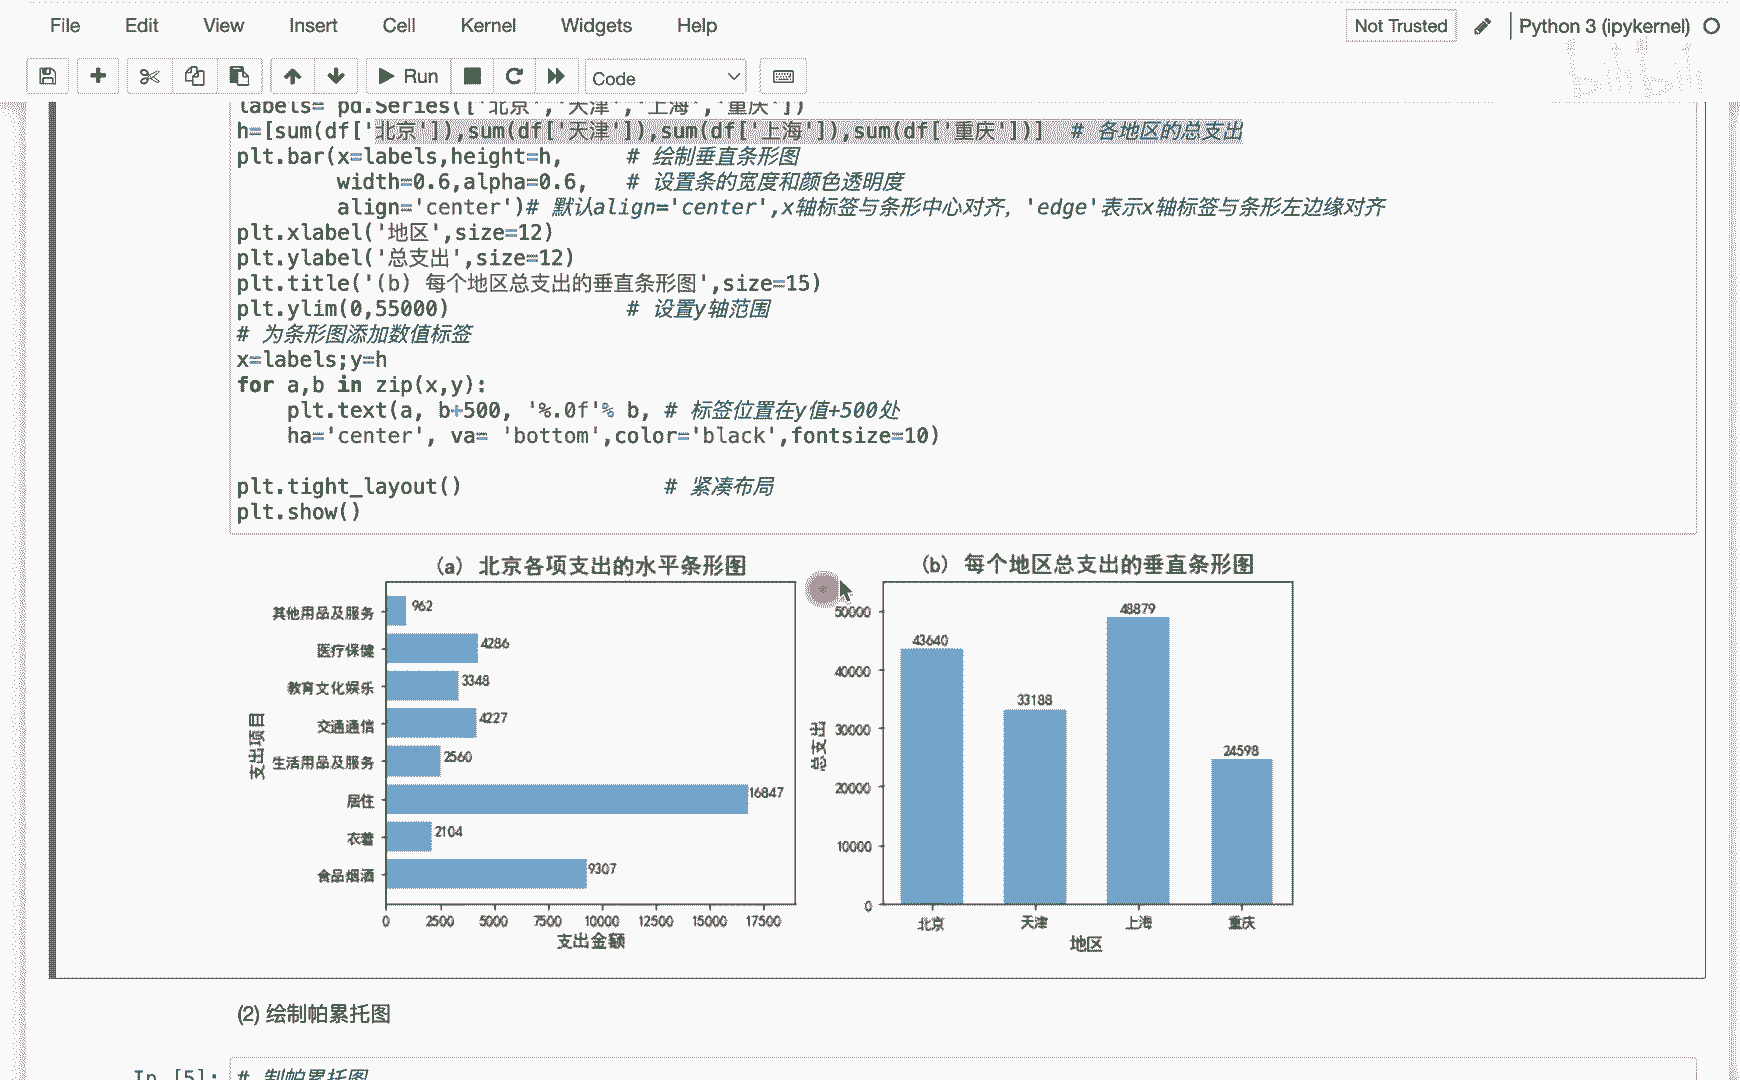 File Edit View Insert Cell Kernel Widgets Help Not Trusted Python 3 (ipykernel)
Run Code
labels= pd.Series(['北京','天津','上海','重庆'])
h=[sum(df['北京']),sum(df['天津']),sum(df['上海']),sum(df['重庆'])] # 各地区的总支出
plt.bar(x=labels,height=h, # 绘制垂直条形图
width=0.6,alpha=0.6, # 设置条的宽度和颜色透明度
align='center')# 默认align='center',x轴标签与条形中心对齐，'edge'表示x轴标签与条形左边缘对齐
plt.xlabel('地区',size=12)
plt.ylabel('总支出',size=12)
plt.title('(b) 每个地区总支出的垂直条形图',size=15)
plt.ylim(0,55000) # 设置y轴范围
# 为条形图添加数值标签
x=labels;y=h
for a,b in zip(x,y):
plt.text(a, b+500, '%.0f'% b, # 标签位置在y值+500处
ha='center', va= 'bottom',color='black',fontsize=10)
plt.tight_layout() # 紧凑布局
plt.show()
(a) 北京各项支出的水平条形图
支出项目
其他用品及服务 962
医疗保健 4286
教育文化娱乐 3348
交通通信 4227
生活用品及服务 2560
居住 16847
衣着 2104
食品烟酒 9307
0 2500 5000 7500 10000 12500 15000 17500
支出金额
(b) 每个地区总支出的垂直条形图
总支出
50000
40000
30000
20000
10000
0
43640 33188 48879 24598
北京 天津 上海 重庆
地区
(2) 绘制帕累托图
In [5]: # 制帕累托图
bilibili